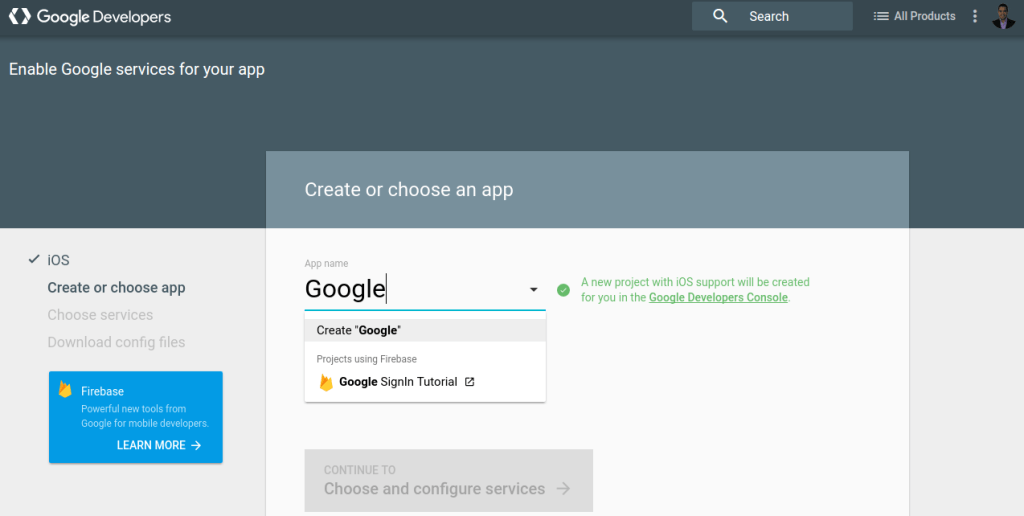 Google Developers
Search
All Products
Enable Google services for your app
Create or choose an app
iOS
Create or choose app
Choose services
Download config files
Firebase
Powerful new tools from
Google for mobile developers.
LEARN MORE
App name
Google
A new project with iOS support will be created
for you in the Google Developers Console.
Create "Google"
Projects using Firebase
Google SignIn Tutorial
CONTINUE TO
Choose and configure services